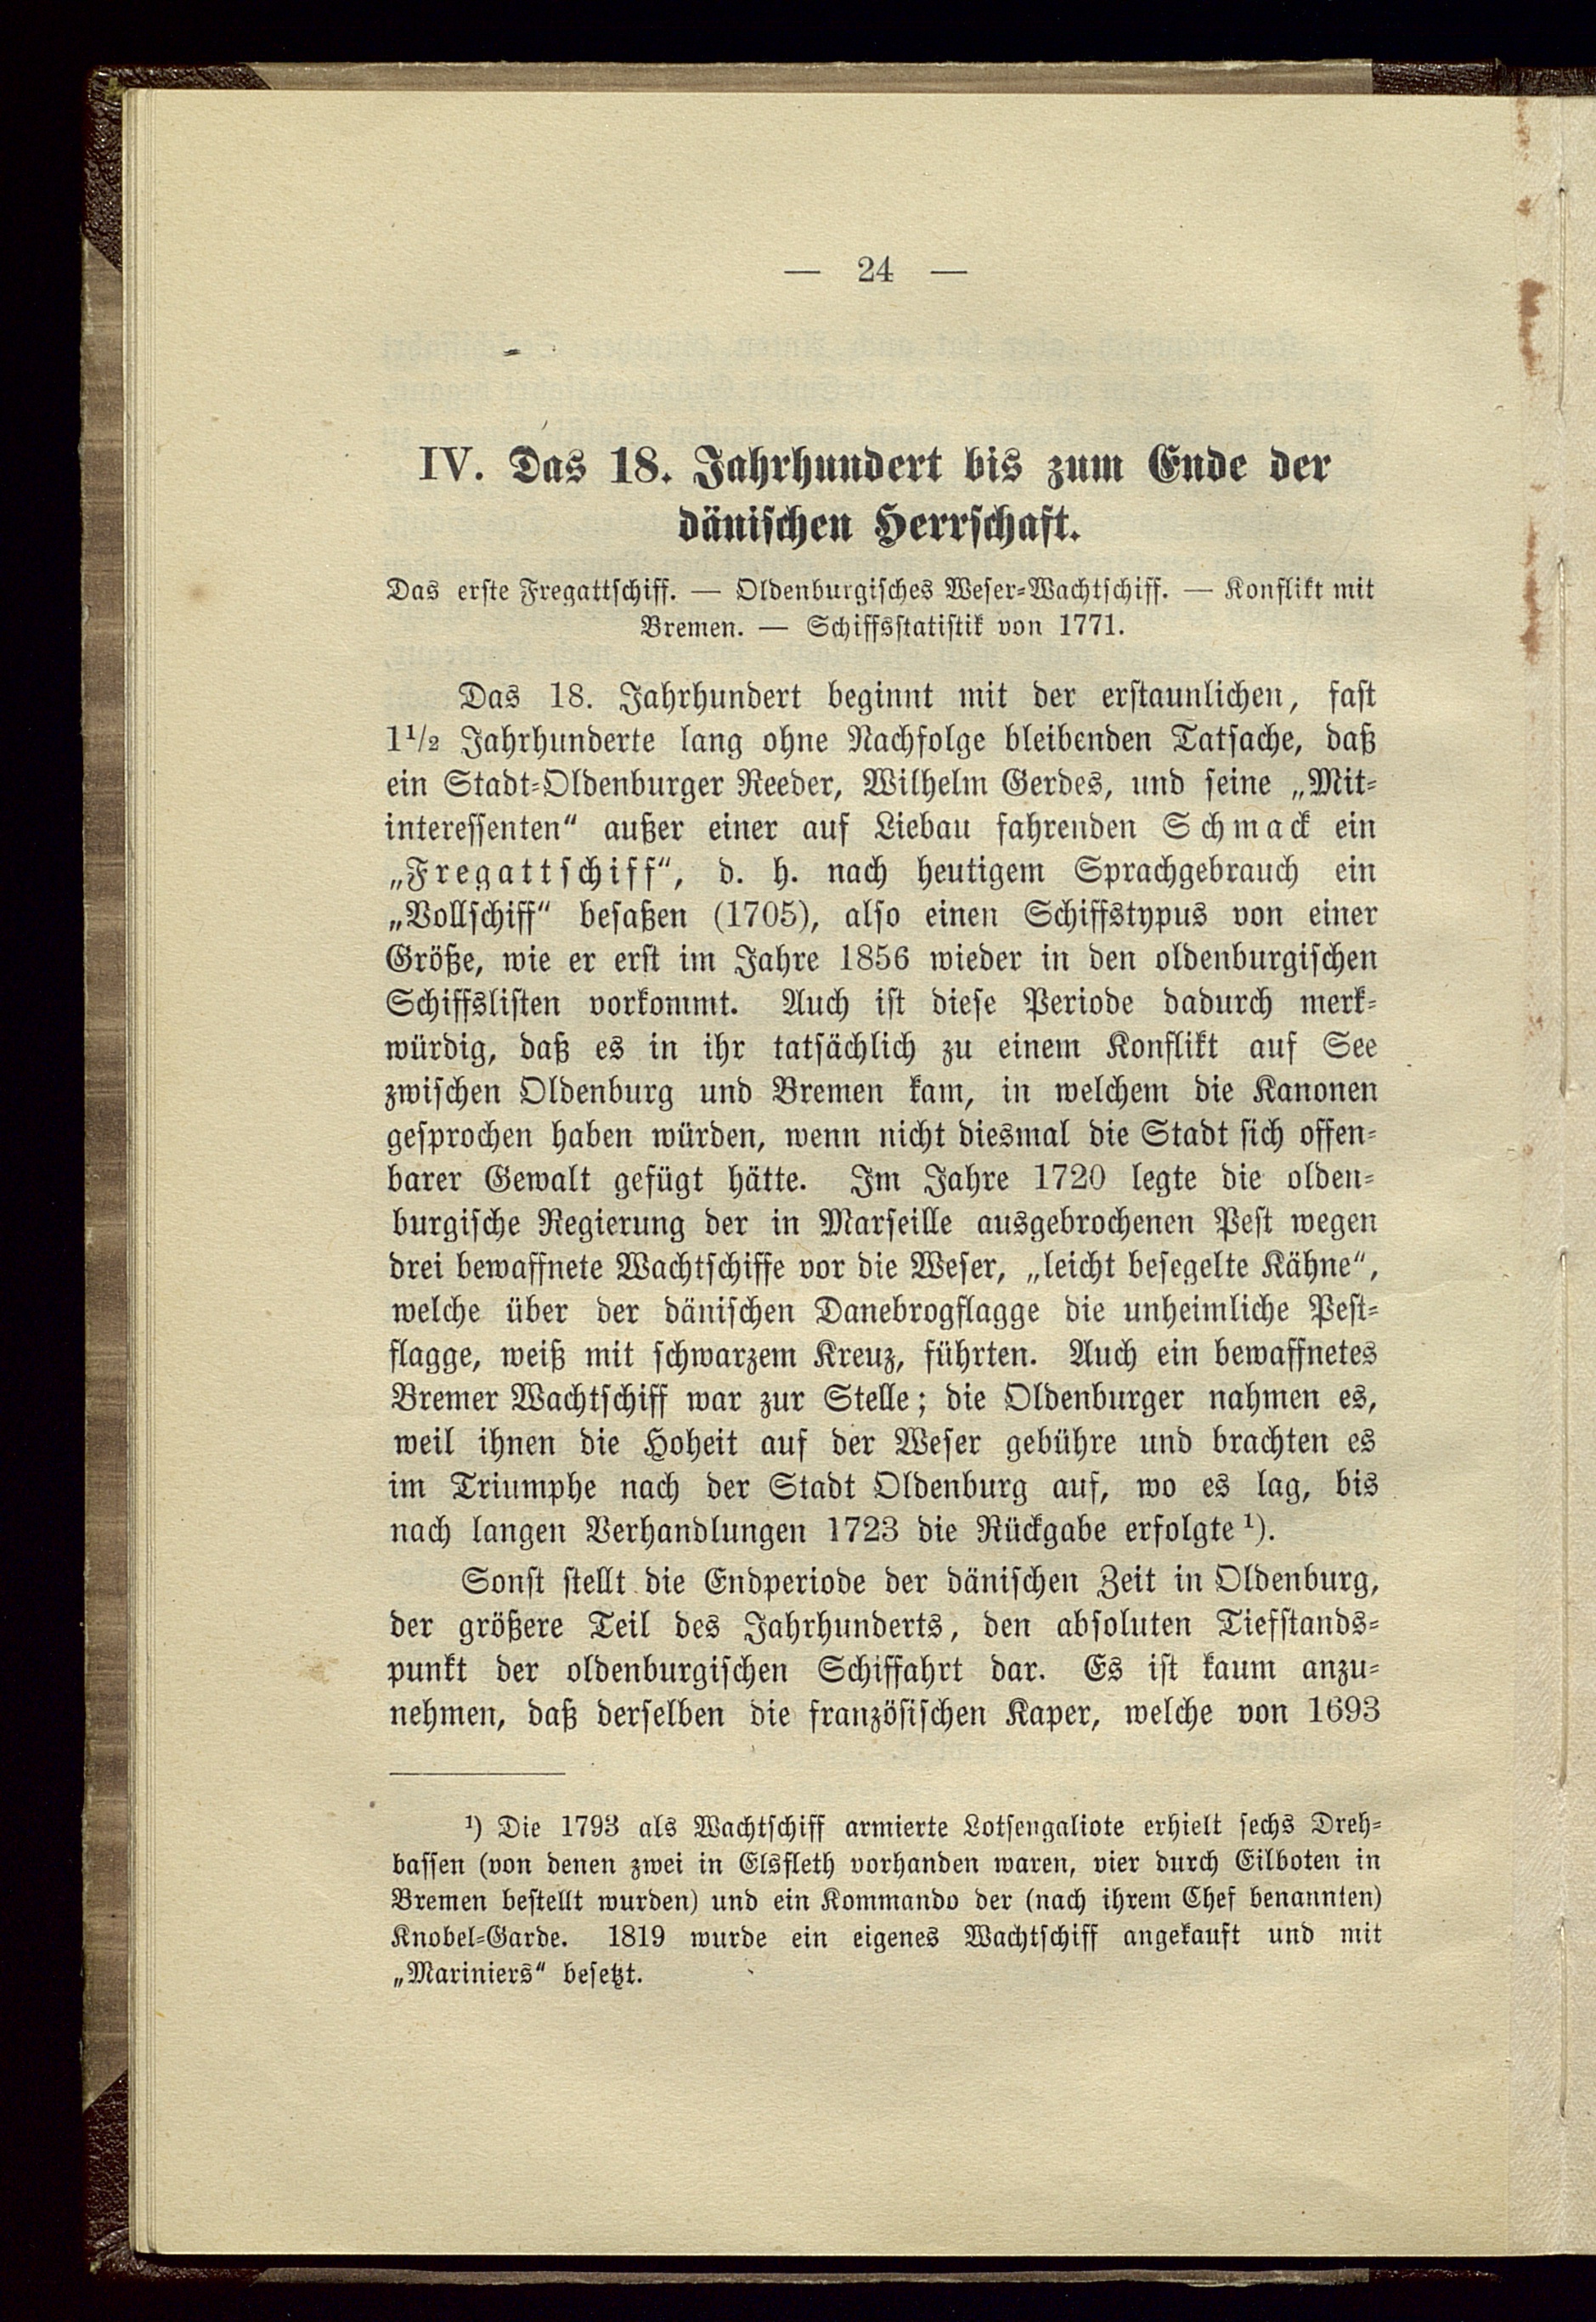 — 24 —
IV. Das 18. Jahrhundert bis zum Ende der
dänischen Herrschaft.
Das erste Fregattschiff. — Oldenburgisches Weser-Wachtschiff. — Konflikt mit
Bremen. — Schiffsstatistik von 1771.
Das 18. Jahrhundert beginnt mit der erstaunlichen, fast
1½ Jahrhunderte lang ohne Nachfolge bleibenden Tatsache, daß
ein Stadt-Oldenburger Reeder, Wilhelm Gerdes, und seine „Mit-
interessenten“ außer einer auf Liebau fahrenden Schmack ein
„Fregattschiff“, d. h. nach heutigem Sprachgebrauch ein
„Vollschiff“ besaßen (1705), also einen Schiffstypus von einer
Größe, wie er erst im Jahre 1856 wieder in den oldenburgischen
Schiffslisten vorkommt. Auch ist diese Periode dadurch merk-
würdig, daß es in ihr tatsächlich zu einem Konflikt auf See
zwischen Oldenburg und Bremen kam, in welchem die Kanonen
gesprochen haben würden, wenn nicht diesmal die Stadt sich offen-
barer Gewalt gefügt hätte. Im Jahre 1720 legte die olden-
burgische Regierung der in Marseille ausgebrochenen Pest wegen
drei bewaffnete Wachtschiffe vor die Weser, „leicht besegelte Kähne“,
welche über der dänischen Danebrogflagge die unheimliche Pest-
flagge, weiß mit schwarzem Kreuz, führten. Auch ein bewaffnetes
Bremer Wachtschiff war zur Stelle; die Oldenburger nahmen es,
weil ihnen die Hoheit auf der Weser gebühre und brachten es
im Triumphe nach der Stadt Oldenburg auf, wo es lag, bis
nach langen Verhandlungen 1723 die Rückgabe erfolgte ¹).
Sonst stellt die Endperiode der dänischen Zeit in Oldenburg,
der größere Teil des Jahrhunderts, den absoluten Tiefstands-
punkt der oldenburgischen Schiffahrt dar. Es ist kaum anzu-
nehmen, daß derselben die französischen Kaper, welche von 1693
¹) Die 1793 als Wachtschiff armierte Lotsengaliote erhielt sechs Dreh-
bassen (von denen zwei in Elsfleth vorhanden waren, vier durch Eilboten in
Bremen bestellt wurden) und ein Kommando der (nach ihrem Chef benannten)
Knobel-Garde. 1819 wurde ein eigenes Wachtschiff angekauft und mit
„Mariniers“ besetzt.